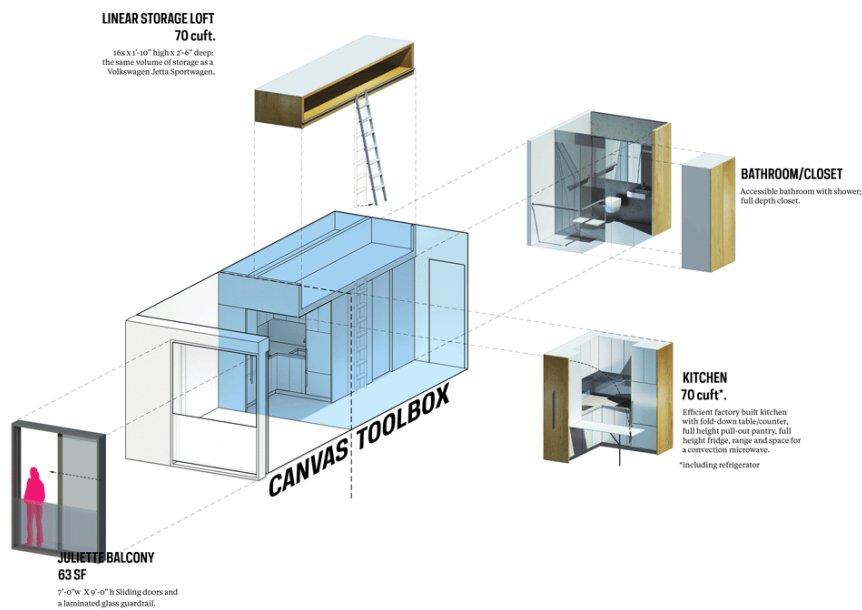 LINEAR STORAGE LOFT
70 cuft.
16x x 1'-10" high x 2'-6" deep:
the same volume of storage as a
Volkswagen Jetta Sportwagen.
BATHROOM/CLOSET
Accessible bathroom with shower;
full depth closet.
KITCHEN
70 cuft*.
Efficient factory built kitchen
with fold-down table/counter,
full height pull-out pantry, full
height fridge, range and space for
a convection microwave.
*including refrigerator
CANVAS TOOLBOX
JULIETTE BALCONY
63 SF
7'-0"w X 9'-0" h Sliding doors and
a laminated glass guardrail.